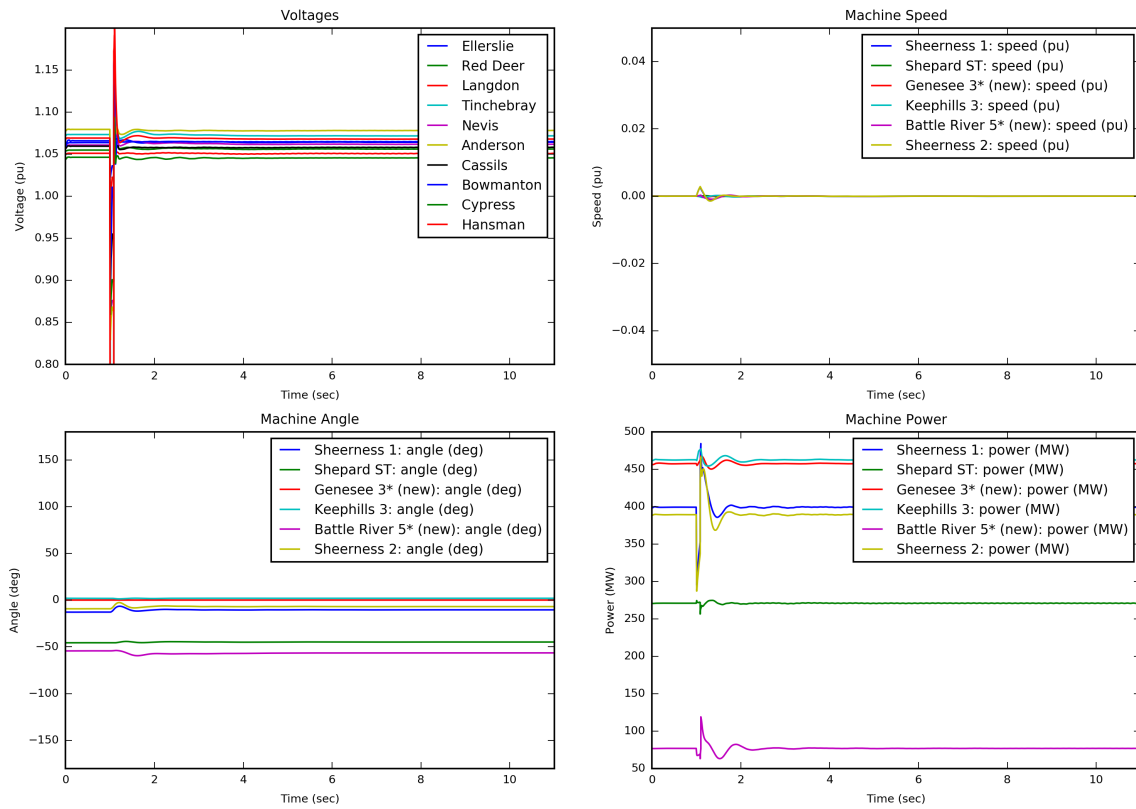 Voltages
1.15
1.10
1.05
1.00
0.95
0.90
0.85
0.80
Voltage (pu)
0 2 4 6 8 10
Time (sec)
Ellerslie
Red Deer
Langdon
Tinchebray
Nevis
Anderson
Cassils
Bowmanton
Cypress
Hansman
Machine Speed
0.04
0.02
0.00
−0.02
−0.04
Speed (pu)
0 2 4 6 8 10
Time (sec)
Sheerness 1: speed (pu)
Shepard ST: speed (pu)
Genesee 3* (new): speed (pu)
Keephills 3: speed (pu)
Battle River 5* (new): speed (pu)
Sheerness 2: speed (pu)
Machine Angle
150
100
50
0
−50
−100
−150
Angle (deg)
0 2 4 6 8 10
Time (sec)
Sheerness 1: angle (deg)
Shepard ST: angle (deg)
Genesee 3* (new): angle (deg)
Keephills 3: angle (deg)
Battle River 5* (new): angle (deg)
Sheerness 2: angle (deg)
Machine Power
500
450
400
350
300
250
200
150
100
50
Power (MW)
0 2 4 6 8 10
Time (sec)
Sheerness 1: power (MW)
Shepard ST: power (MW)
Genesee 3* (new): power (MW)
Keephills 3: power (MW)
Battle River 5* (new): power (MW)
Sheerness 2: power (MW)